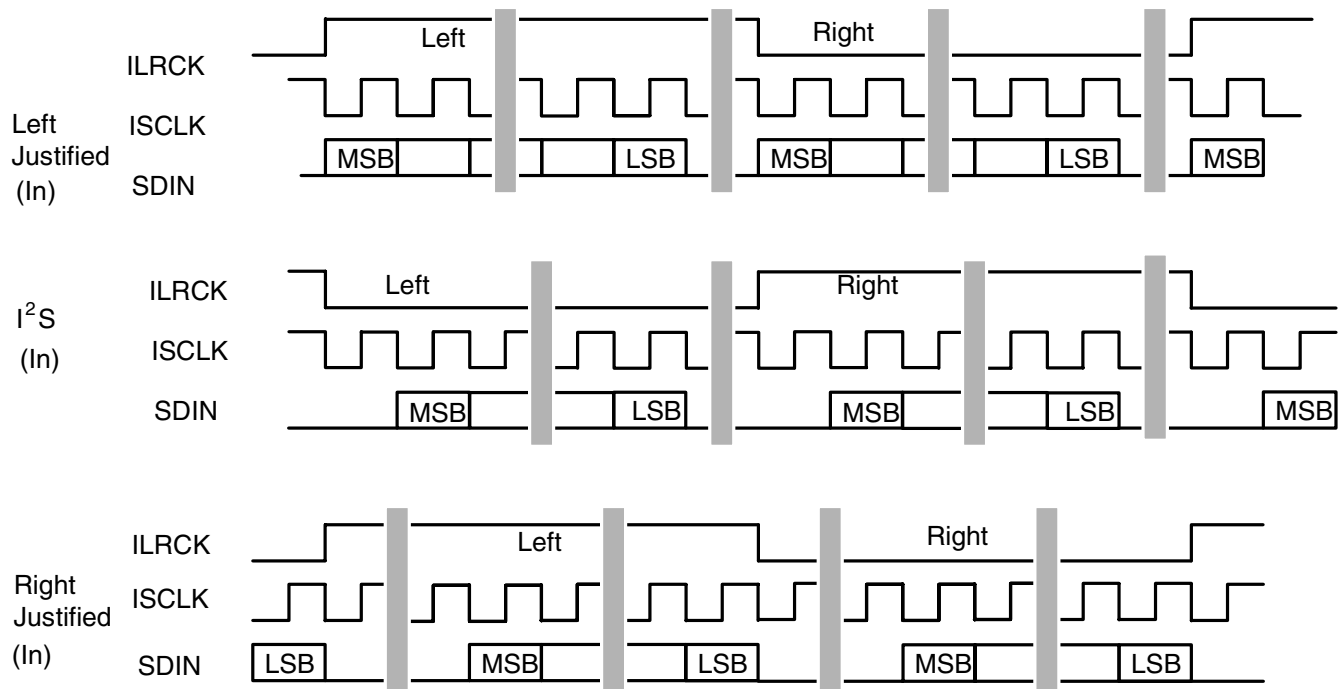 Left Right
ILRCK
ISCLK
Left
Justified
(In)
MSB LSB MSB LSB MSB
SDIN
Left Right
ILRCK
I²S
(In)
ISCLK
SDIN
MSB LSB MSB LSB MSB
ILRCK
Left Right
Right
Justified
(In)
ISCLK
SDIN
LSB MSB LSB MSB LSB